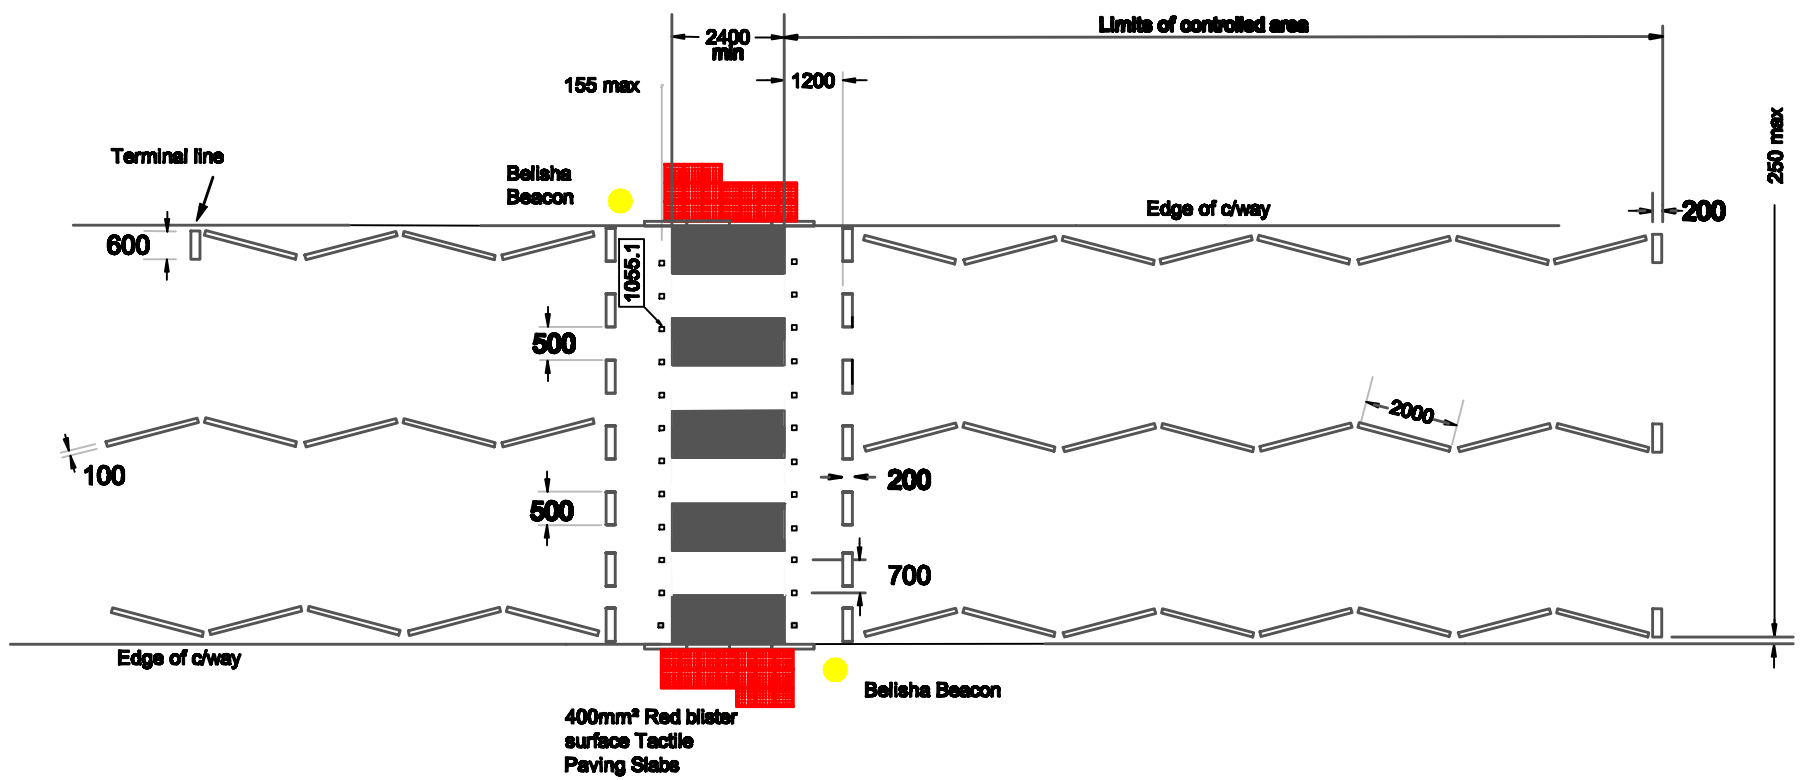 Limits of controlled area
2400
min
155 max
1200
250 max
Terminal line
Belisha
Beacon
Edge of c/way
200
600
1055.1
500
2000
100
200
500
700
Edge of c/way
Belisha Beacon
400mm² Red blister
surface Tactile
Paving Slabs